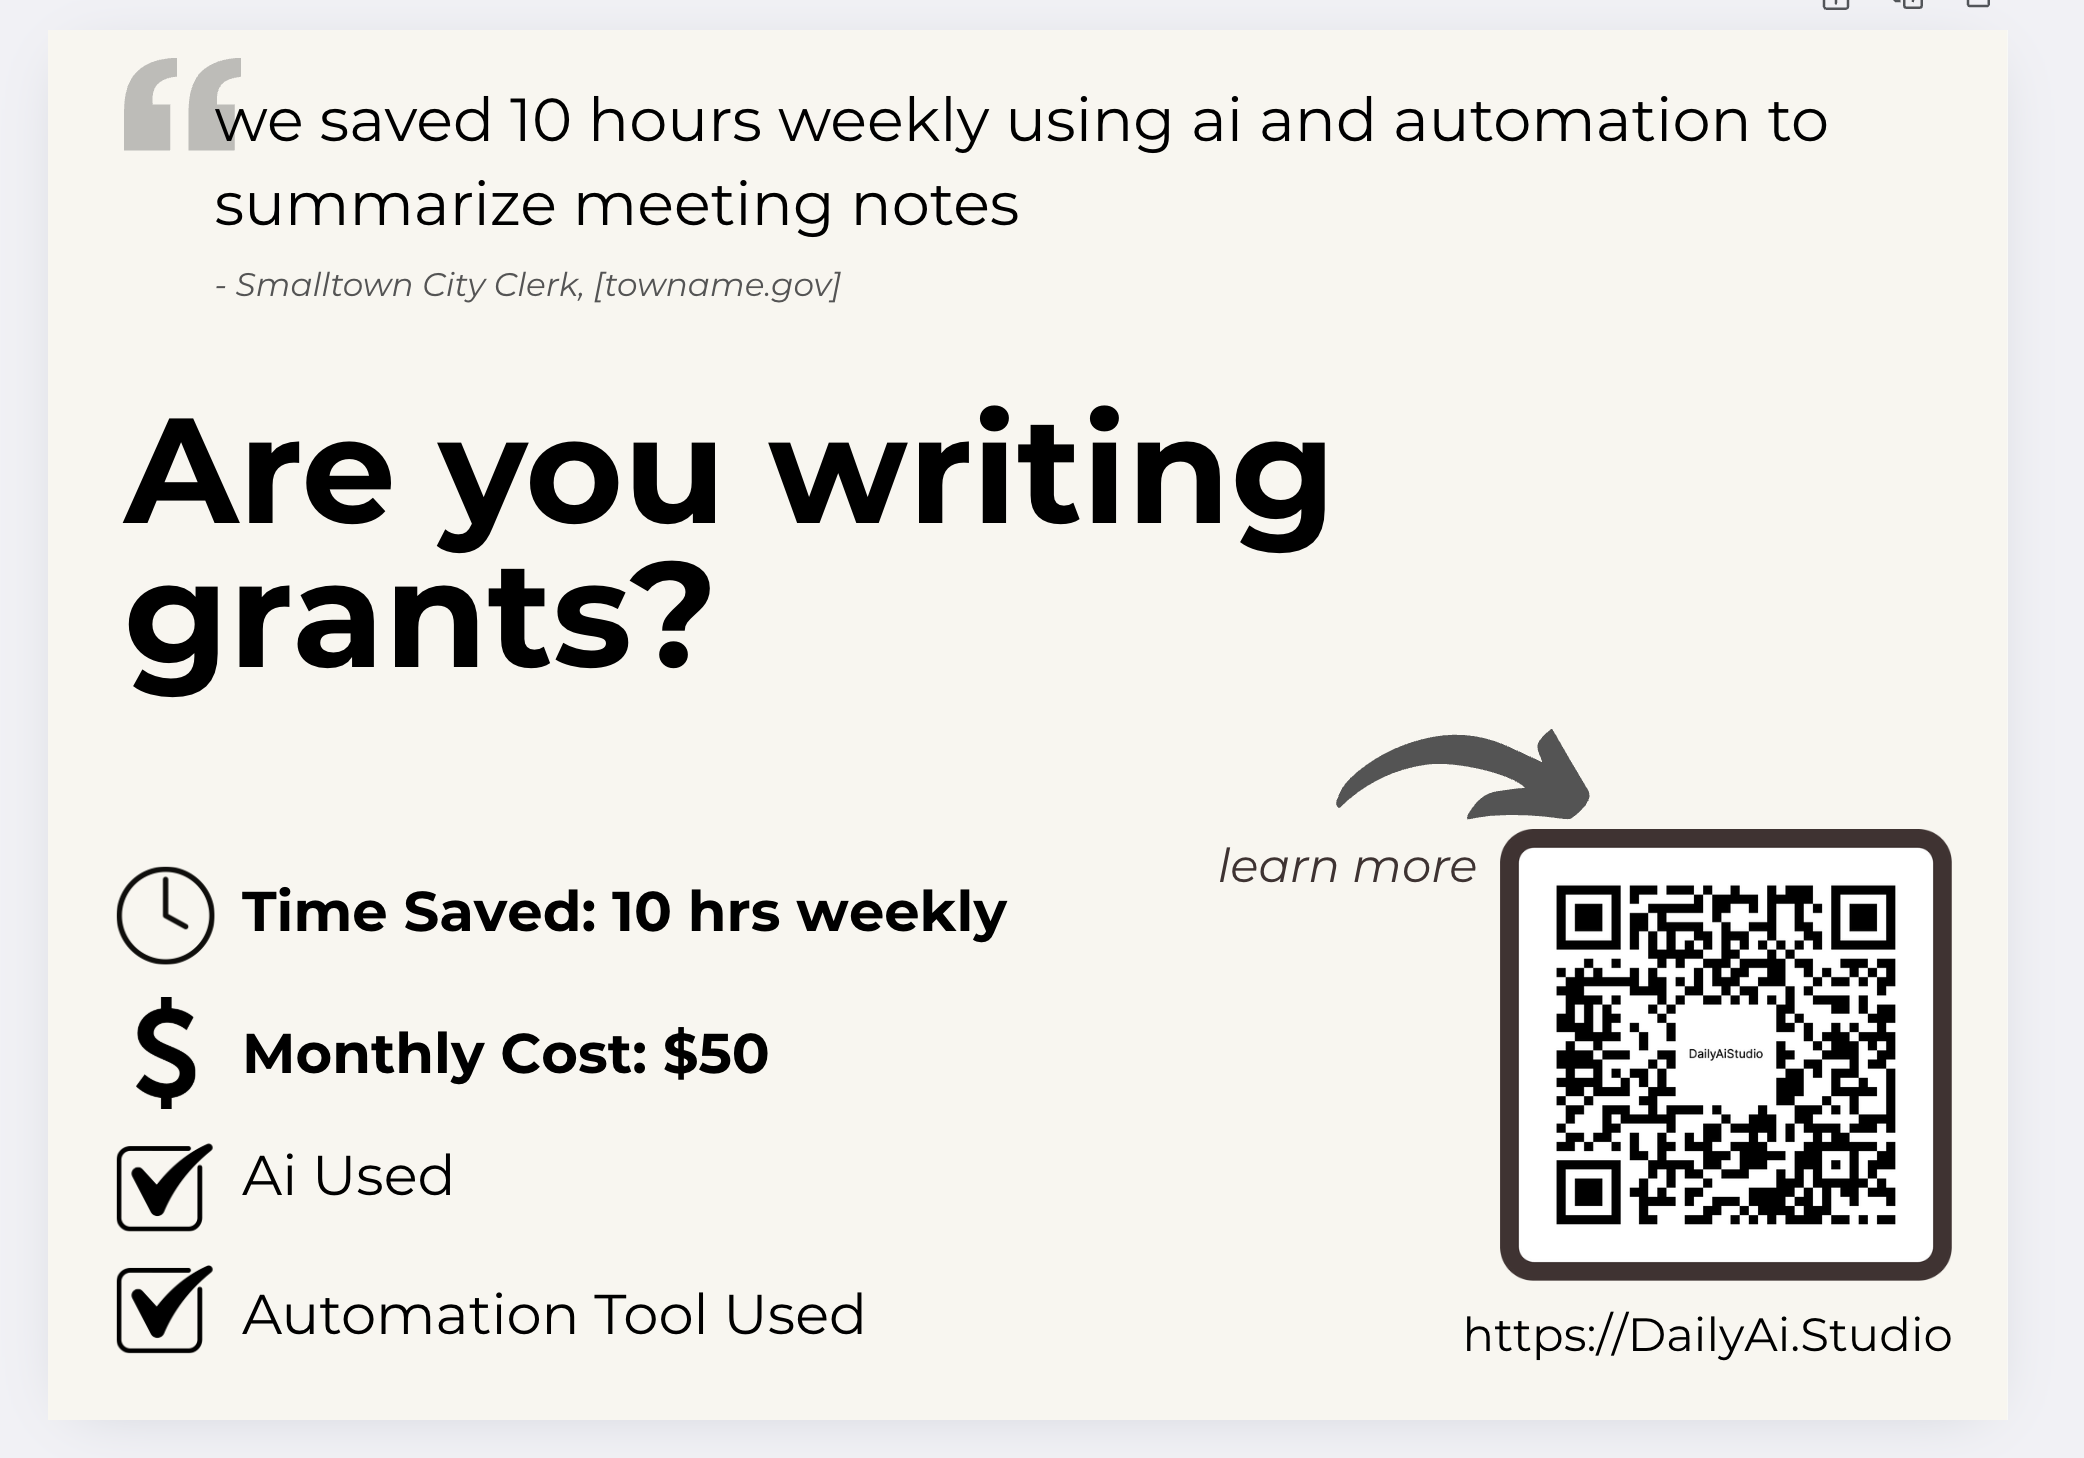 we saved 10 hours weekly using ai and automation to
summarize meeting notes
- Smalltown City Clerk, [towname.gov]
Are you writing
grants?
learn more
Time Saved: 10 hrs weekly
Monthly Cost: $50
Ai Used
Automation Tool Used
DailyAiStudio
https://DailyAi.Studio